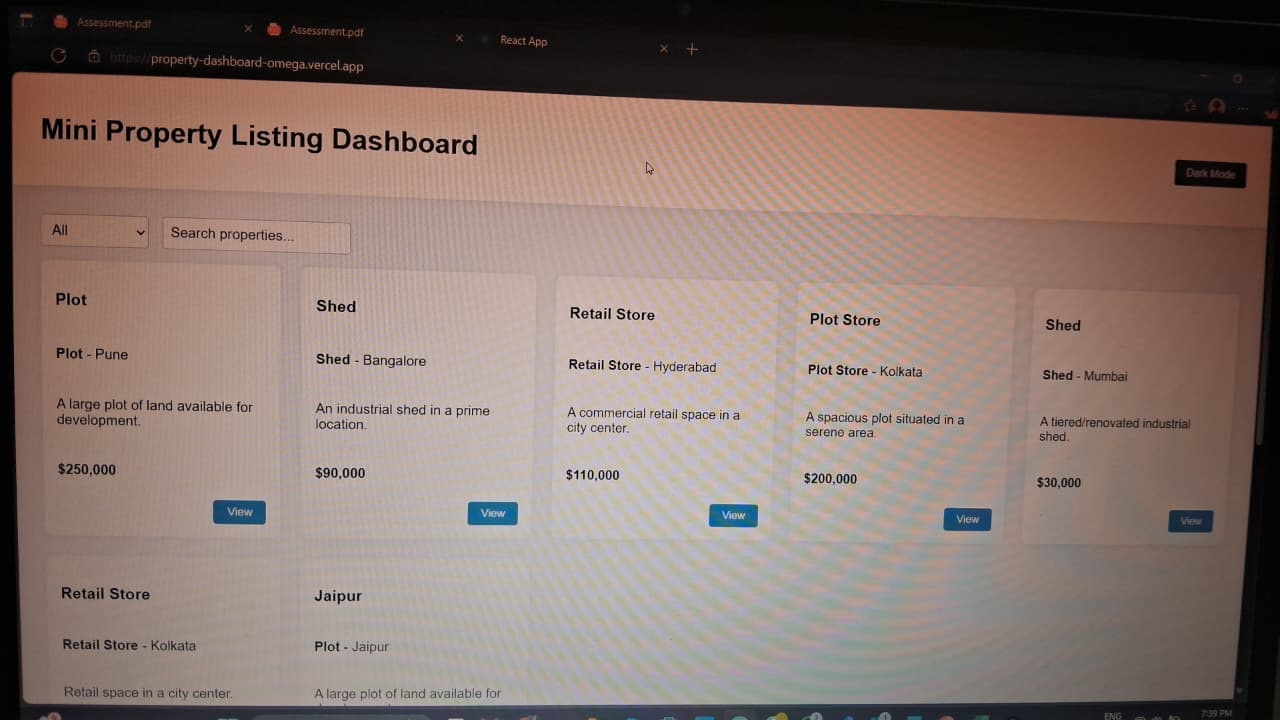 Assessment.pdf
Assessment.pdf
React App
https://property-dashboard-omega.vercel.app
Mini Property Listing Dashboard
Dark Mode
All
Search properties...
Plot
Plot - Pune
A large plot of land available for
development.
$250,000
View
Shed
Shed - Bangalore
An industrial shed in a prime
location.
$90,000
View
Retail Store
Retail Store - Hyderabad
A commercial retail space in a
city center.
$110,000
View
Plot Store
Plot Store - Kolkata
A spacious plot situated in a
serene area.
$200,000
View
Shed
Shed - Mumbai
A tiered/renovated industrial
shed.
$30,000
View
Retail Store
Retail Store - Kolkata
Retail space in a city center.
Jaipur
Plot - Jaipur
A large plot of land available for
ENG
7:39 PM